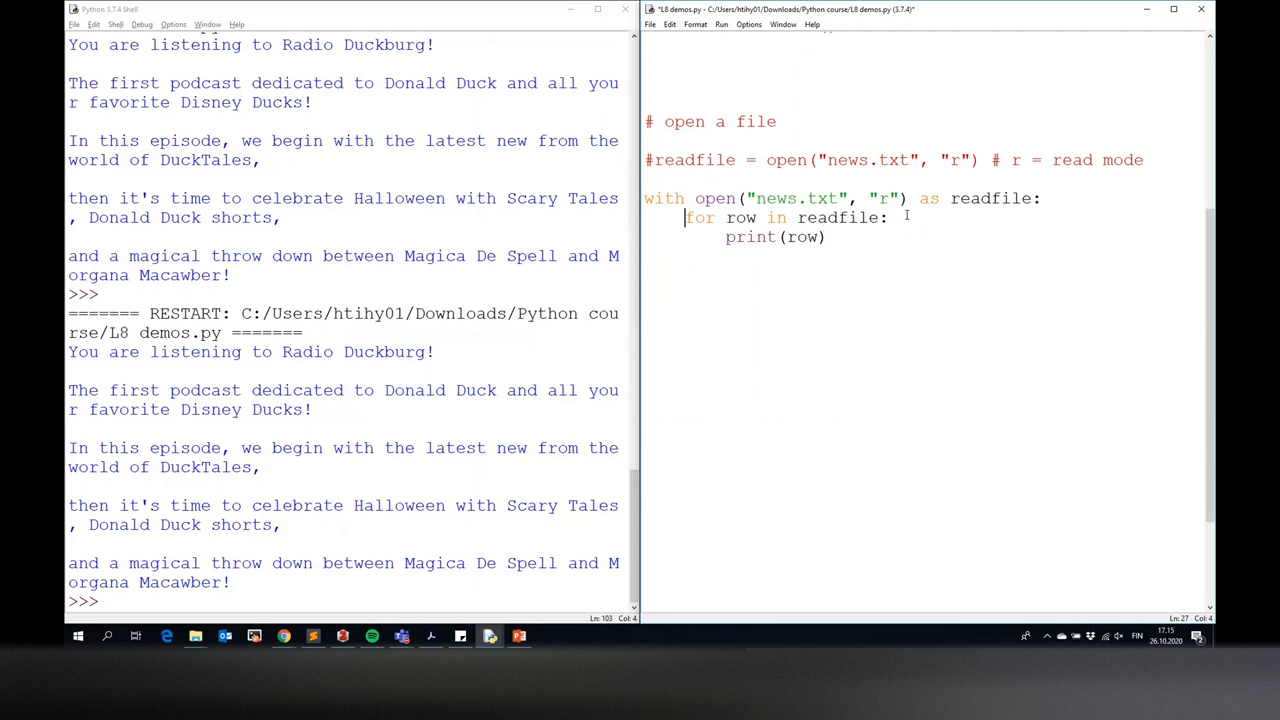 Python 3.7.4 Shell
File Edit Shell Debug Options Window Help
You are listening to Radio Duckburg!
The first podcast dedicated to Donald Duck and all you
r favorite Disney Ducks!
In this episode, we begin with the latest new from the
world of DuckTales,
then it's time to celebrate Halloween with Scary Tales
, Donald Duck shorts,
and a magical throw down between Magica De Spell and M
organa Macawber!
>>>
======= RESTART: C:/Users/htihy01/Downloads/Python cou
rse/L8 demos.py =======
You are listening to Radio Duckburg!
The first podcast dedicated to Donald Duck and all you
r favorite Disney Ducks!
In this episode, we begin with the latest new from the
world of DuckTales,
then it's time to celebrate Halloween with Scary Tales
, Donald Duck shorts,
and a magical throw down between Magica De Spell and M
organa Macawber!
>>>
Ln: 103 Col: 4
*L8 demos.py - C:/Users/htihy01/Downloads/Python course/L8 demos.py (3.7.4)*
File Edit Format Run Options Window Help
# open a file
#readfile = open("news.txt", "r") # r = read mode
with open("news.txt", "r") as readfile:
for row in readfile:
print(row)
Ln: 27 Col: 4
FIN
17.15
26.10.2020
2